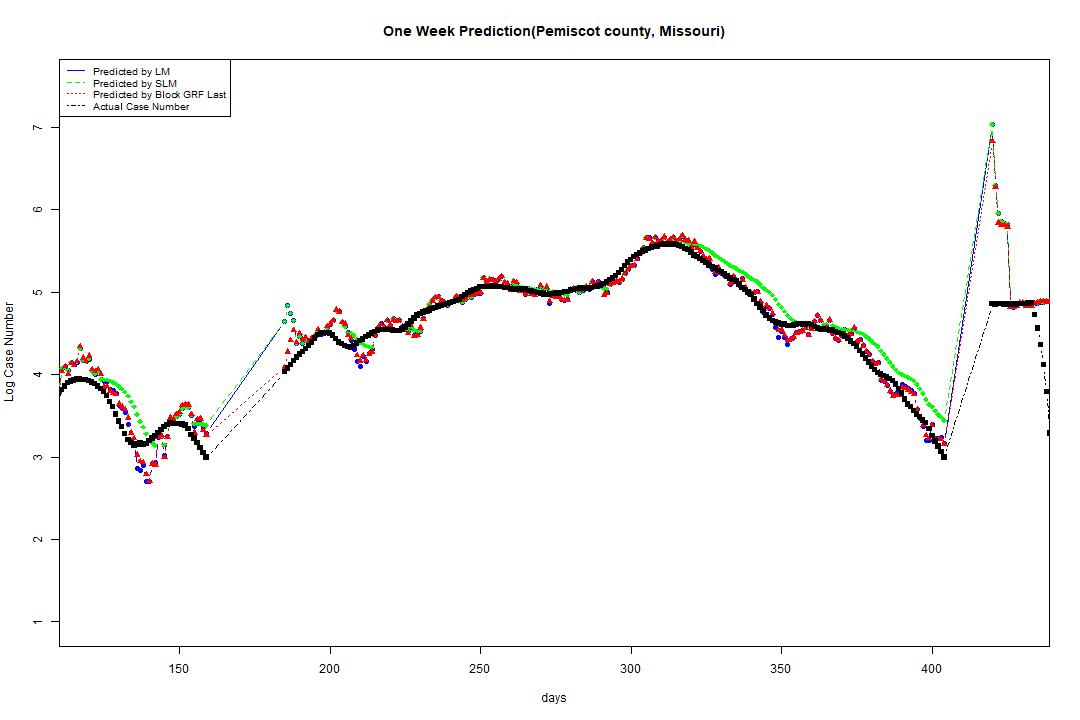 One Week Prediction(Pemiscot county, Missouri)
Predicted by LM
Predicted by SLM
Predicted by Block GRF Last
Actual Case Number
Log Case Number
7
6
5
4
3
2
1
150 200 250 300 350 400
days